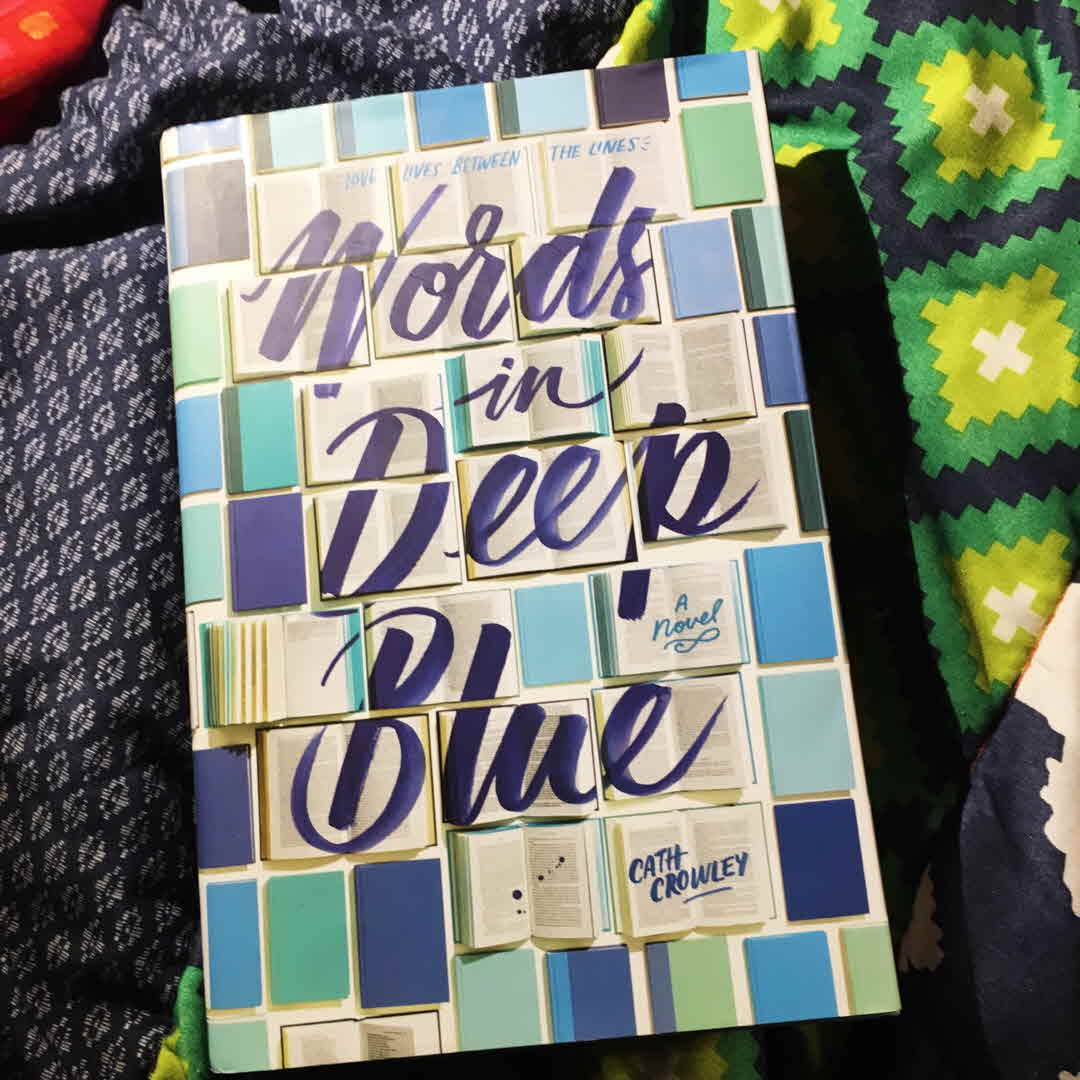 LOVE LIVES BETWEEN THE LINES
Words
in
Deep
Blue
A
Novel
CATH
CROWLEY